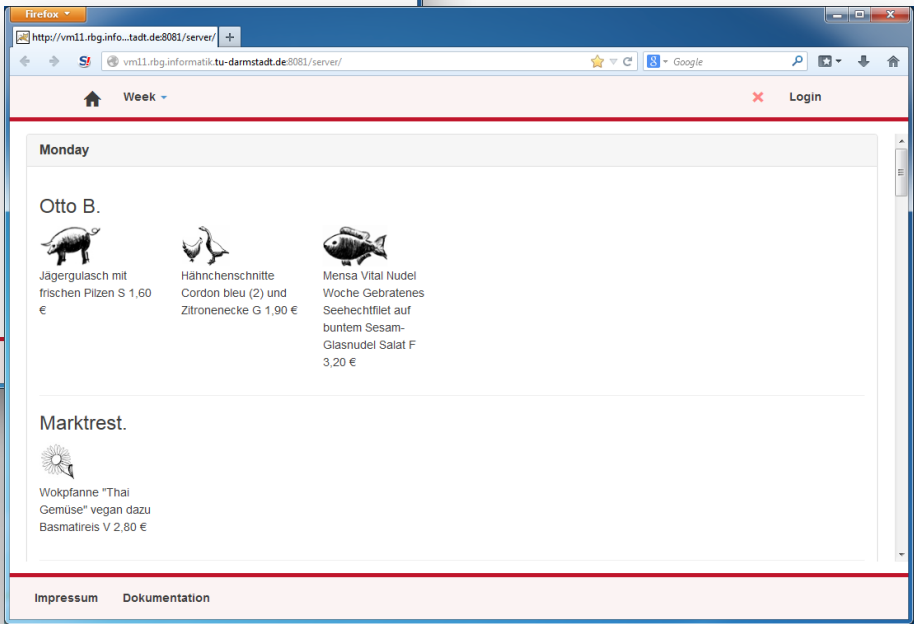 Firefox
http://vm11.rbg.info...tadt.de:8081/server/ +
S! vm11.rbg.informatik.tu-darmstadt.de:8081/server/ 8 Google
Week Login
Monday
Otto B.
Jägergulasch mit
frischen Pilzen S 1,60
€
Hähnchenschnitte
Cordon bleu (2) und
Zitronenecke G 1,90 €
Mensa Vital Nudel
Woche Gebratenes
Seehechtfilet auf
buntem Sesam-
Glasnudel Salat F
3,20 €
Marktrest.
Wokpfanne "Thai
Gemüse" vegan dazu
Basmatireis V 2,80 €
Impressum Dokumentation